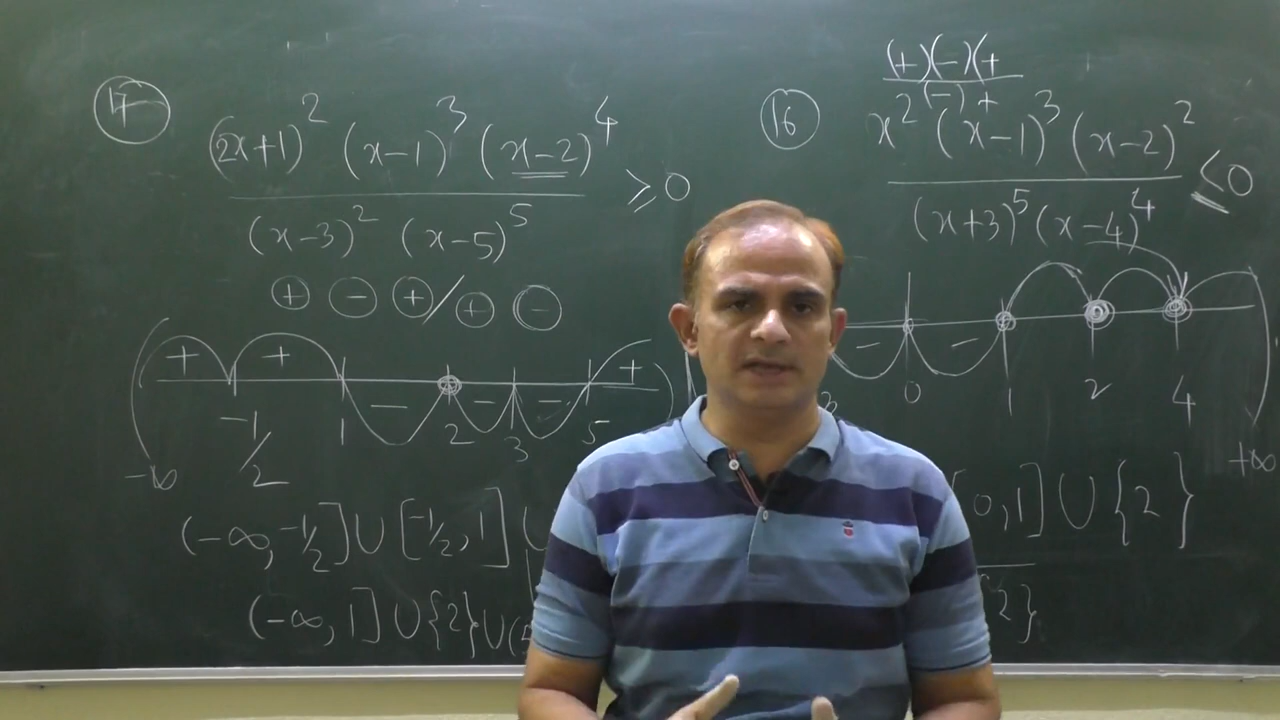 17
(2x+1)² (x-1)³ (x-2)⁴
≥ 0
(x-3)² (x-5)⁵
+ - + / + -
+ + - - - +
-∞ -1/2 1 2 3 5
(-∞, -1/2] ∪ [-1/2, 1] ∪
(-∞, 1] ∪ {2} ∪ (
(+)(-)(+
(-) +
16
x² (x-1)³ (x-2)²
≤ 0
(x+3)⁵ (x-4)⁴
- -
0 1 2 4
+∞
[0, 1] ∪ {2}
2}